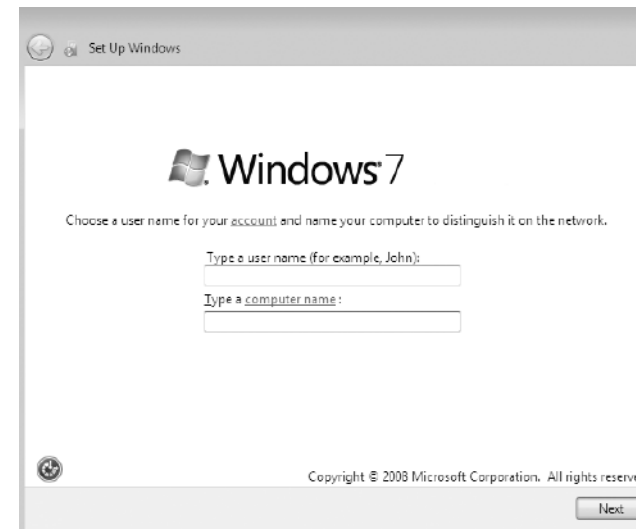 Set Up Windows
Windows 7
Choose a user name for your account and name your computer to distinguish it on the network.
Type a user name (for example, John):
Type a computer name :
Copyright © 2008 Microsoft Corporation. All rights reserve
Next